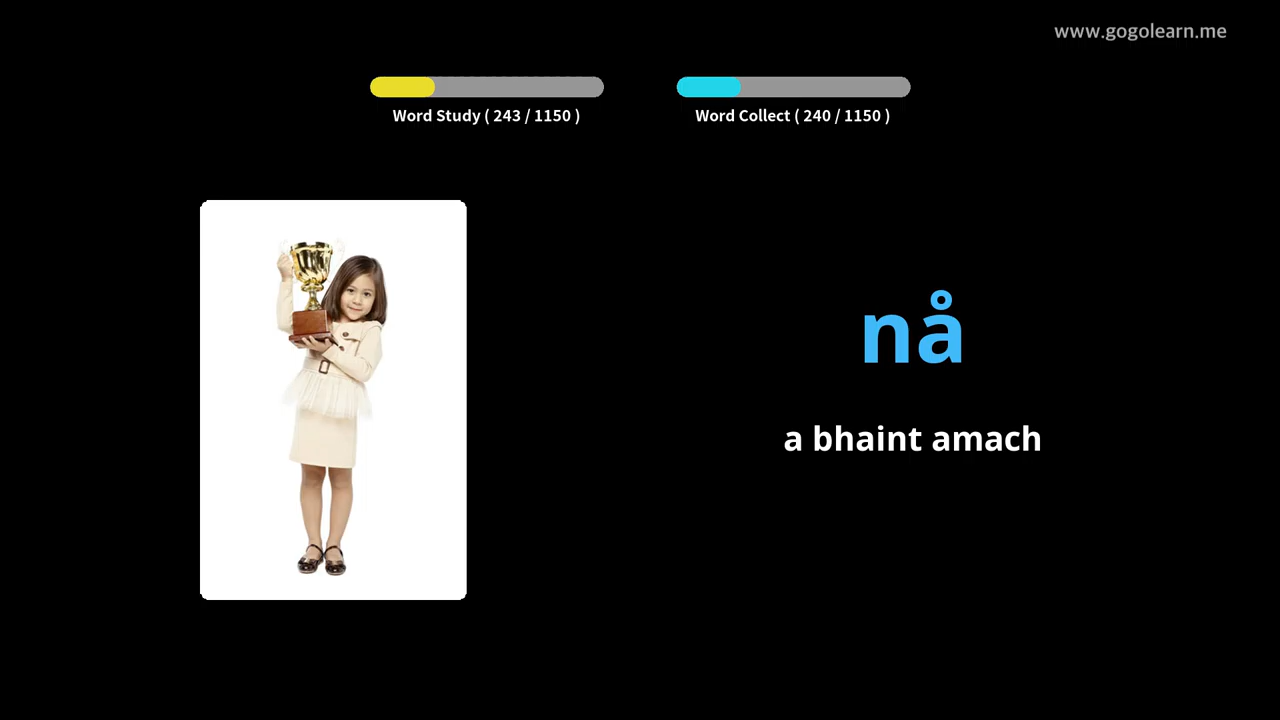 www.gogolearn.me
Word Study ( 243 / 1150 )
Word Collect ( 240 / 1150 )
nå
a bhaint amach